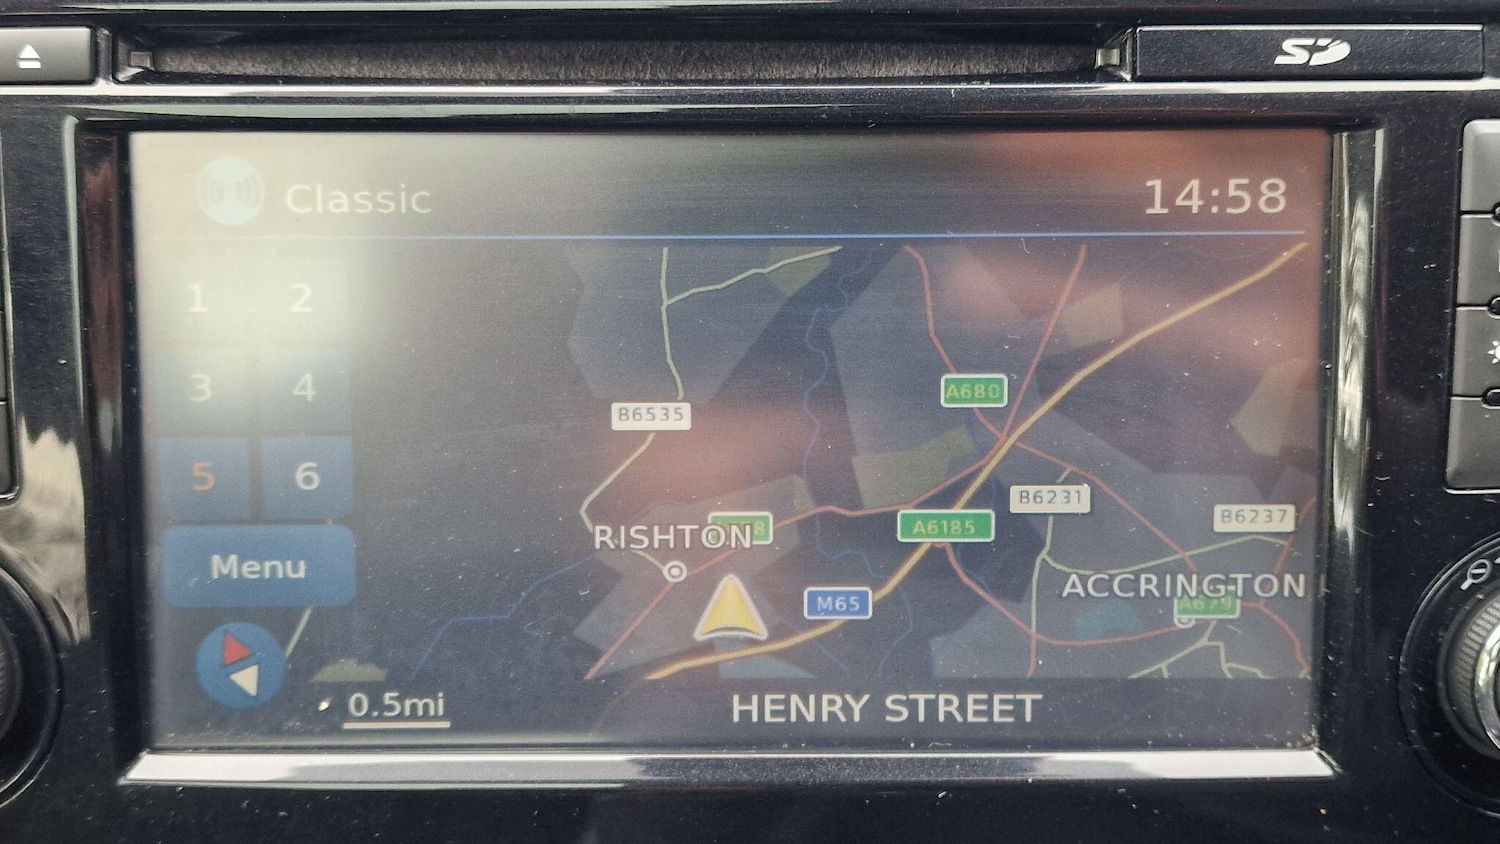 SD
Classic
14:58
1 2
3 4
5 6
Menu
0.5mi
B6535
A680
B6231
B6237
RISHTON
A6185
M65
ACCRINGTON
A679
HENRY STREET